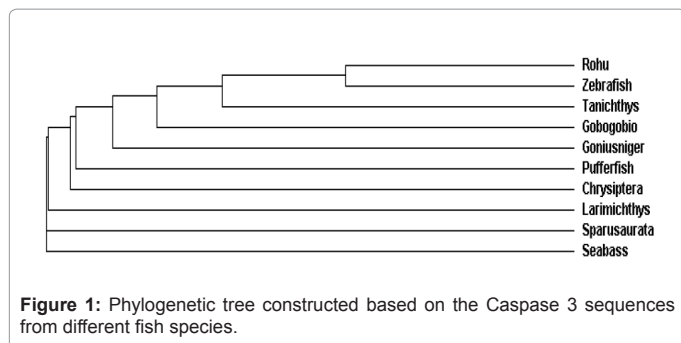 Rohu
Zebrafish
Tanichthys
Gobogobio
Goniusniger
Pufferfish
Chrysiptera
Larimichthys
Sparusaurata
Seabass
Figure 1: Phylogenetic tree constructed based on the Caspase 3 sequences
from different fish species.